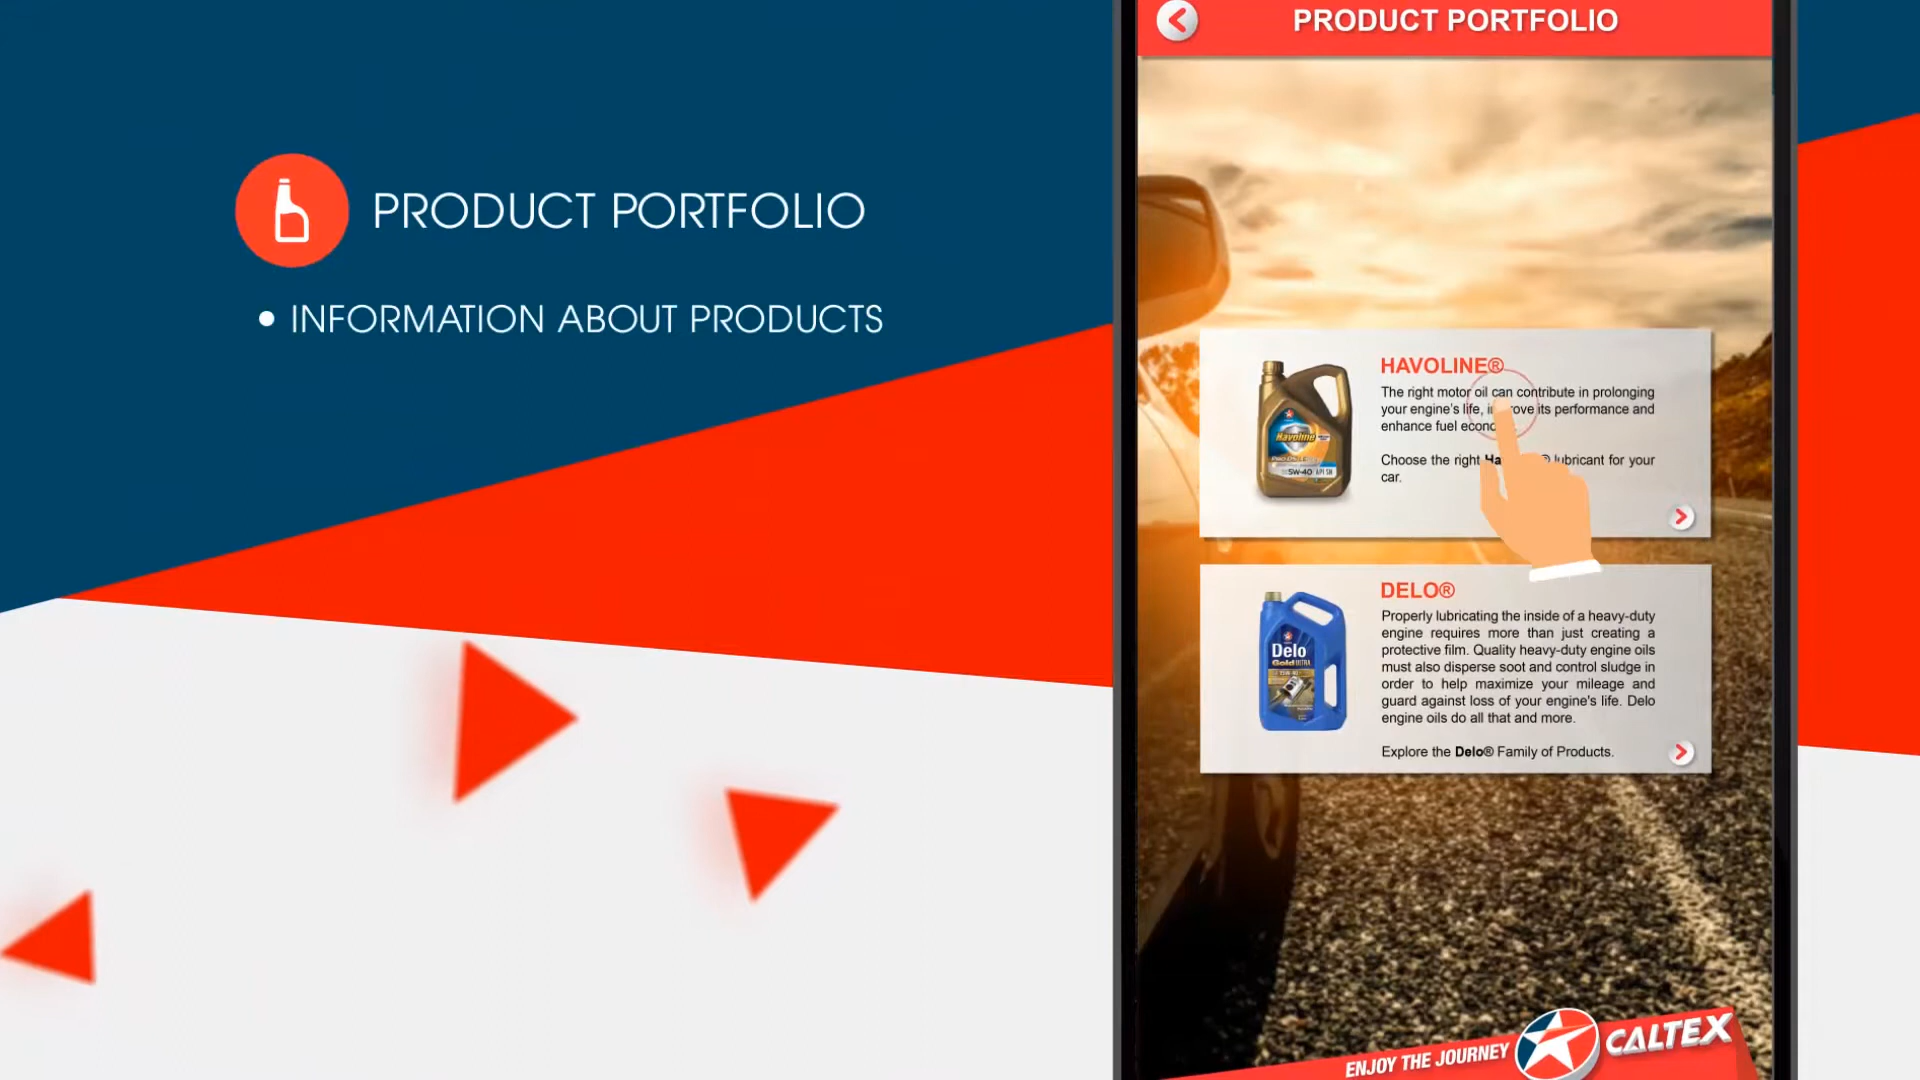 PRODUCT PORTFOLIO
• INFORMATION ABOUT PRODUCTS
PRODUCT PORTFOLIO
HAVOLINE®
The right motor oil can contribute in prolonging
your engine's life, its performance and
enhance fuel
Choose the right lubricant for your
car.
Havoline
5W-40 API SN
DELO®
Properly lubricating the inside of a heavy-duty
engine requires more than just creating a
protective film. Quality heavy-duty engine oils
must also disperse soot and control sludge in
order to help maximize your mileage and
guard against loss of your engine's life. Delo
engine oils do all that and more.
Explore the Delo® Family of Products.
Delo
Gold ULTRA
ENJOY THE JOURNEY
CALTEX